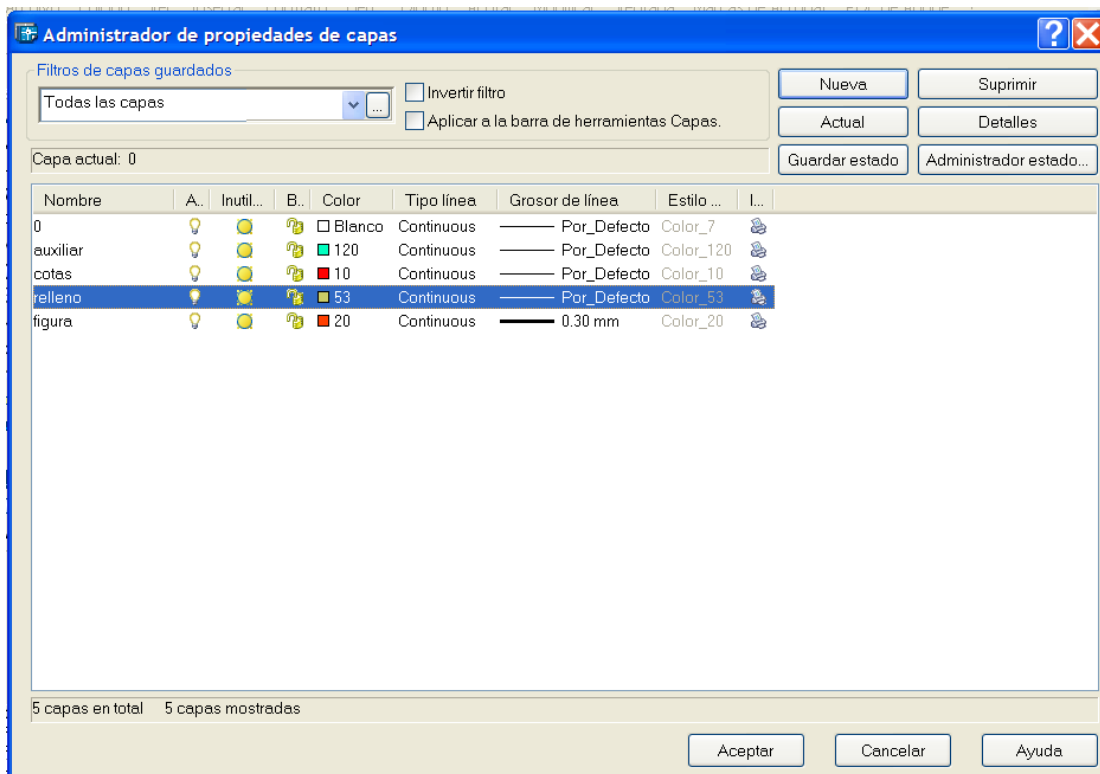 Administrador de propiedades de capas
Filtros de capas guardados
Todas las capas
...
Invertir filtro
Aplicar a la barra de herramientas Capas.
Nueva Suprimir
Actual Detalles
Capa actual: 0
Guardar estado Administrador estado...
Nombre A.. Inutil... B.. Color Tipo línea Grosor de línea Estilo ... I...
0 Blanco Continuous Por_Defecto Color_7
auxiliar 120 Continuous Por_Defecto Color_120
cotas 10 Continuous Por_Defecto Color_10
relleno 53 Continuous Por_Defecto Color_53
figura 20 Continuous 0.30 mm Color_20
5 capas en total 5 capas mostradas
Aceptar Cancelar Ayuda